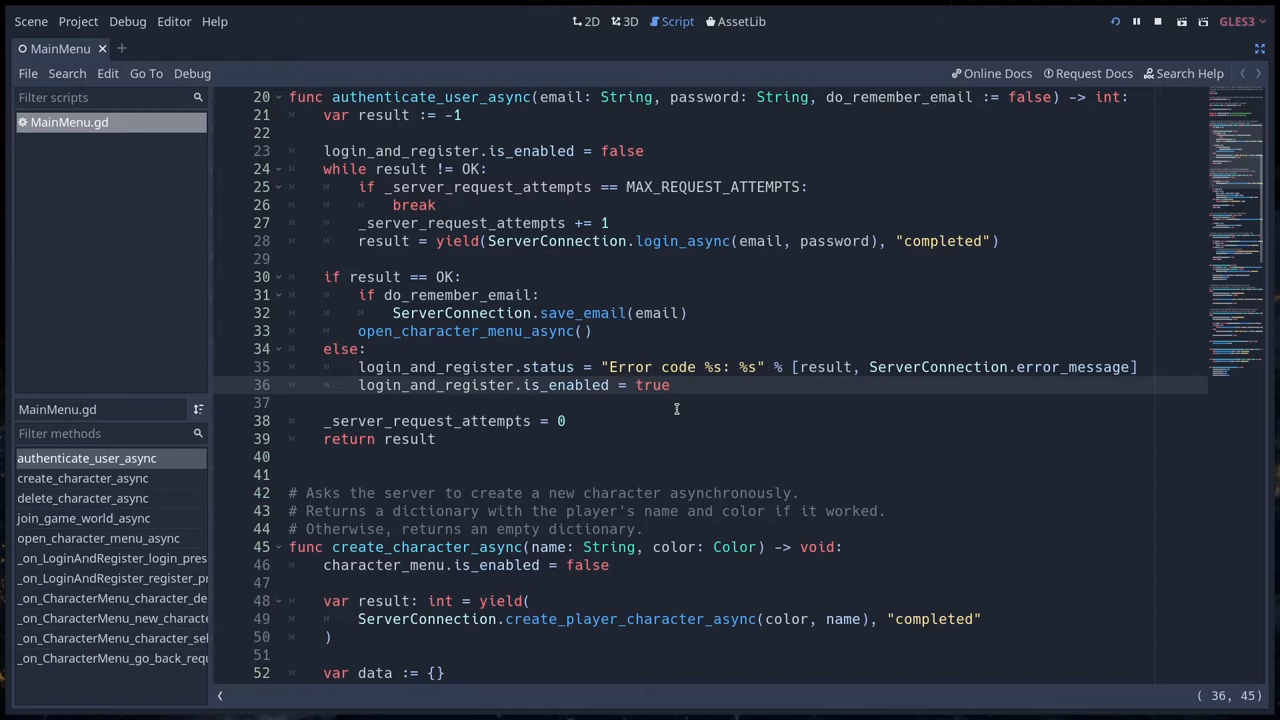 Scene Project Debug Editor Help 2D 3D Script AssetLib GLES3
MainMenu
File Search Edit Go To Debug Online Docs Request Docs Search Help
Filter scripts
MainMenu.gd
MainMenu.gd
Filter methods
authenticate_user_async
create_character_async
delete_character_async
join_game_world_async
open_character_menu_async
_on_LoginAndRegister_login_pres
_on_LoginAndRegister_register_pr
_on_CharacterMenu_character_de
_on_CharacterMenu_new_characte
_on_CharacterMenu_character_sel
_on_CharacterMenu_go_back_requ
20 func authenticate_user_async(email: String, password: String, do_remember_email := false) -> int:
21 var result := -1
22
23 login_and_register.is_enabled = false
24 while result != OK:
25 if _server_request_attempts == MAX_REQUEST_ATTEMPTS:
26 break
27 _server_request_attempts += 1
28 result = yield(ServerConnection.login_async(email, password), "completed")
29
30 if result == OK:
31 if do_remember_email:
32 ServerConnection.save_email(email)
33 open_character_menu_async()
34 else:
35 login_and_register.status = "Error code %s: %s" % [result, ServerConnection.error_message]
36 login_and_register.is_enabled = true
37
38 _server_request_attempts = 0
39 return result
40
41
42 # Asks the server to create a new character asynchronously.
43 # Returns a dictionary with the player's name and color if it worked.
44 # Otherwise, returns an empty dictionary.
45 func create_character_async(name: String, color: Color) -> void:
46 character_menu.is_enabled = false
47
48 var result: int = yield(
49 ServerConnection.create_player_character_async(color, name), "completed"
50 )
51
52 var data := {}
( 36, 45)